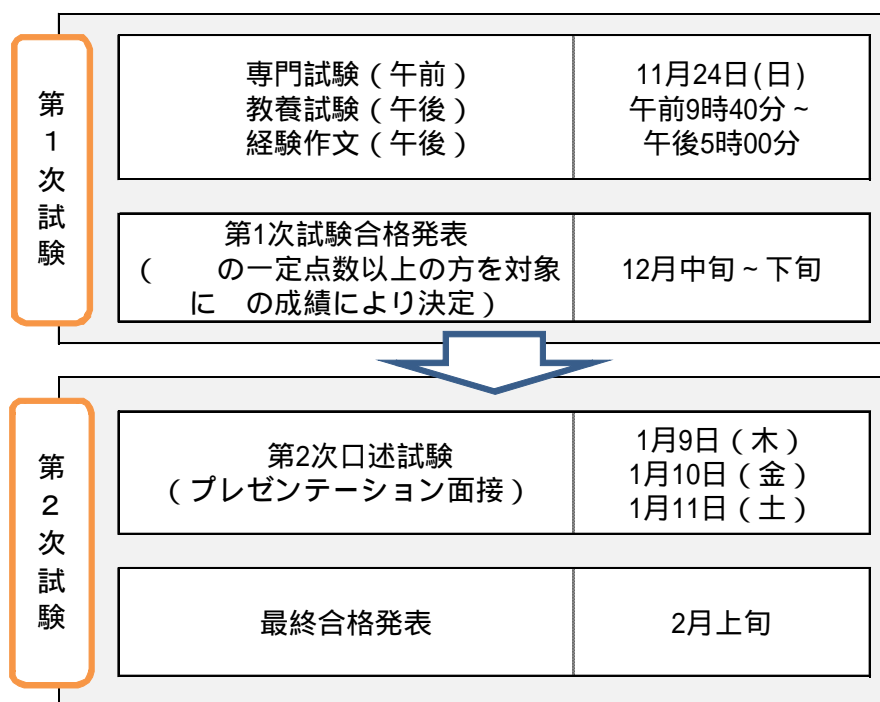 第1次試験
専門試験（午前）
教養試験（午後）
経験作文（午後）
11月24日(日)
午前9時40分～
午後5時00分
第1次試験合格発表
（　　の一定点数以上の方を対象
に　の成績により決定）
12月中旬～下旬
第2次試験
第2次口述試験
（プレゼンテーション面接）
1月9日（木）
1月10日（金）
1月11日（土）
最終合格発表
2月上旬